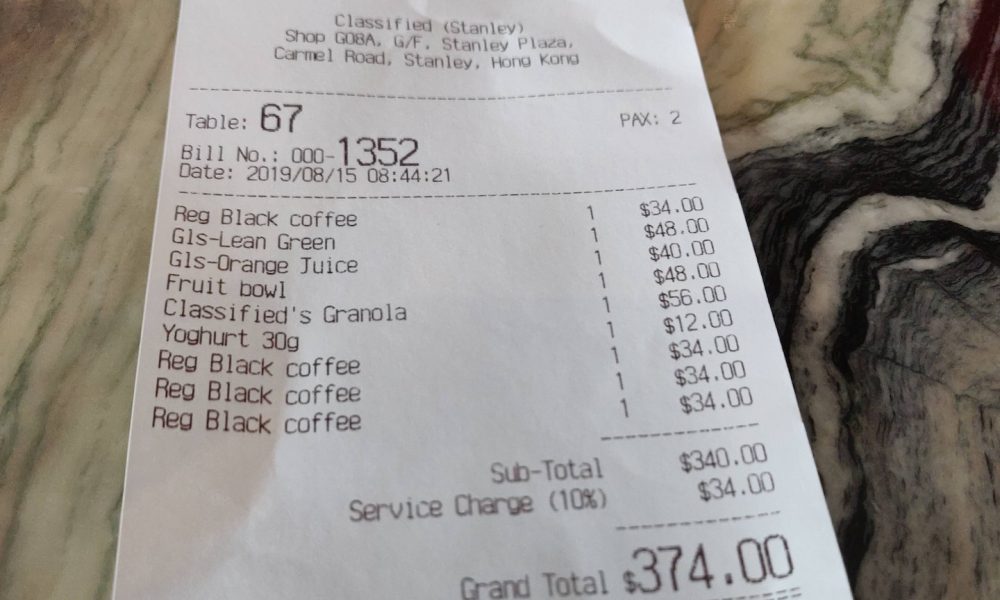 Classified (Stanley)
Shop G08A, G/F, Stanley Plaza,
Carmel Road, Stanley, Hong Kong
Table: 67 PAX: 2
Bill No.: 000-1352
Date: 2019/08/15 08:44:21
Reg Black coffee 1 $34.00
Gls-Lean Green 1 $48.00
Gls-Orange Juice 1 $40.00
Fruit bowl 1 $48.00
Classified's Granola 1 $56.00
Yoghurt 30g 1 $12.00
Reg Black coffee 1 $34.00
Reg Black coffee 1 $34.00
Reg Black coffee 1 $34.00
Sub-Total $340.00
Service Charge (10%) $34.00
Grand Total $374.00